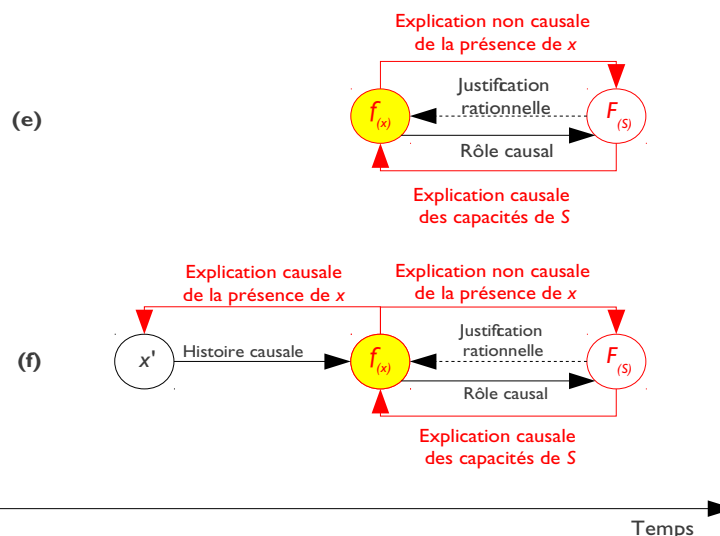 Explication non causale
de la présence de x
(e)
f(x)
Justification
rationnelle
F(S)
Rôle causal
Explication causale
des capacités de S
Explication causale
de la présence de x
Explication non causale
de la présence de x
(f)
x'
Histoire causale
f(x)
Justification
rationnelle
F(S)
Rôle causal
Explication causale
des capacités de S
Temps